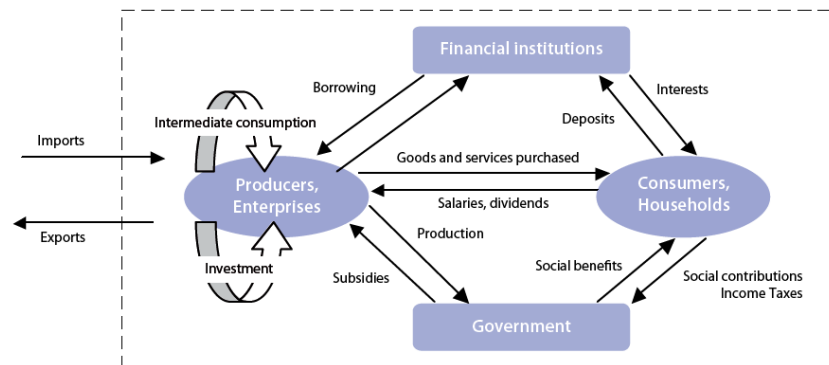 Financial institutions
Borrowing
Interests
Intermediate consumption
Deposits
Imports
Goods and services purchased
Producers,
Enterprises
Consumers,
Households
Salaries, dividends
Exports
Production
Investment
Subsidies
Social benefits
Social contributions
Income Taxes
Government